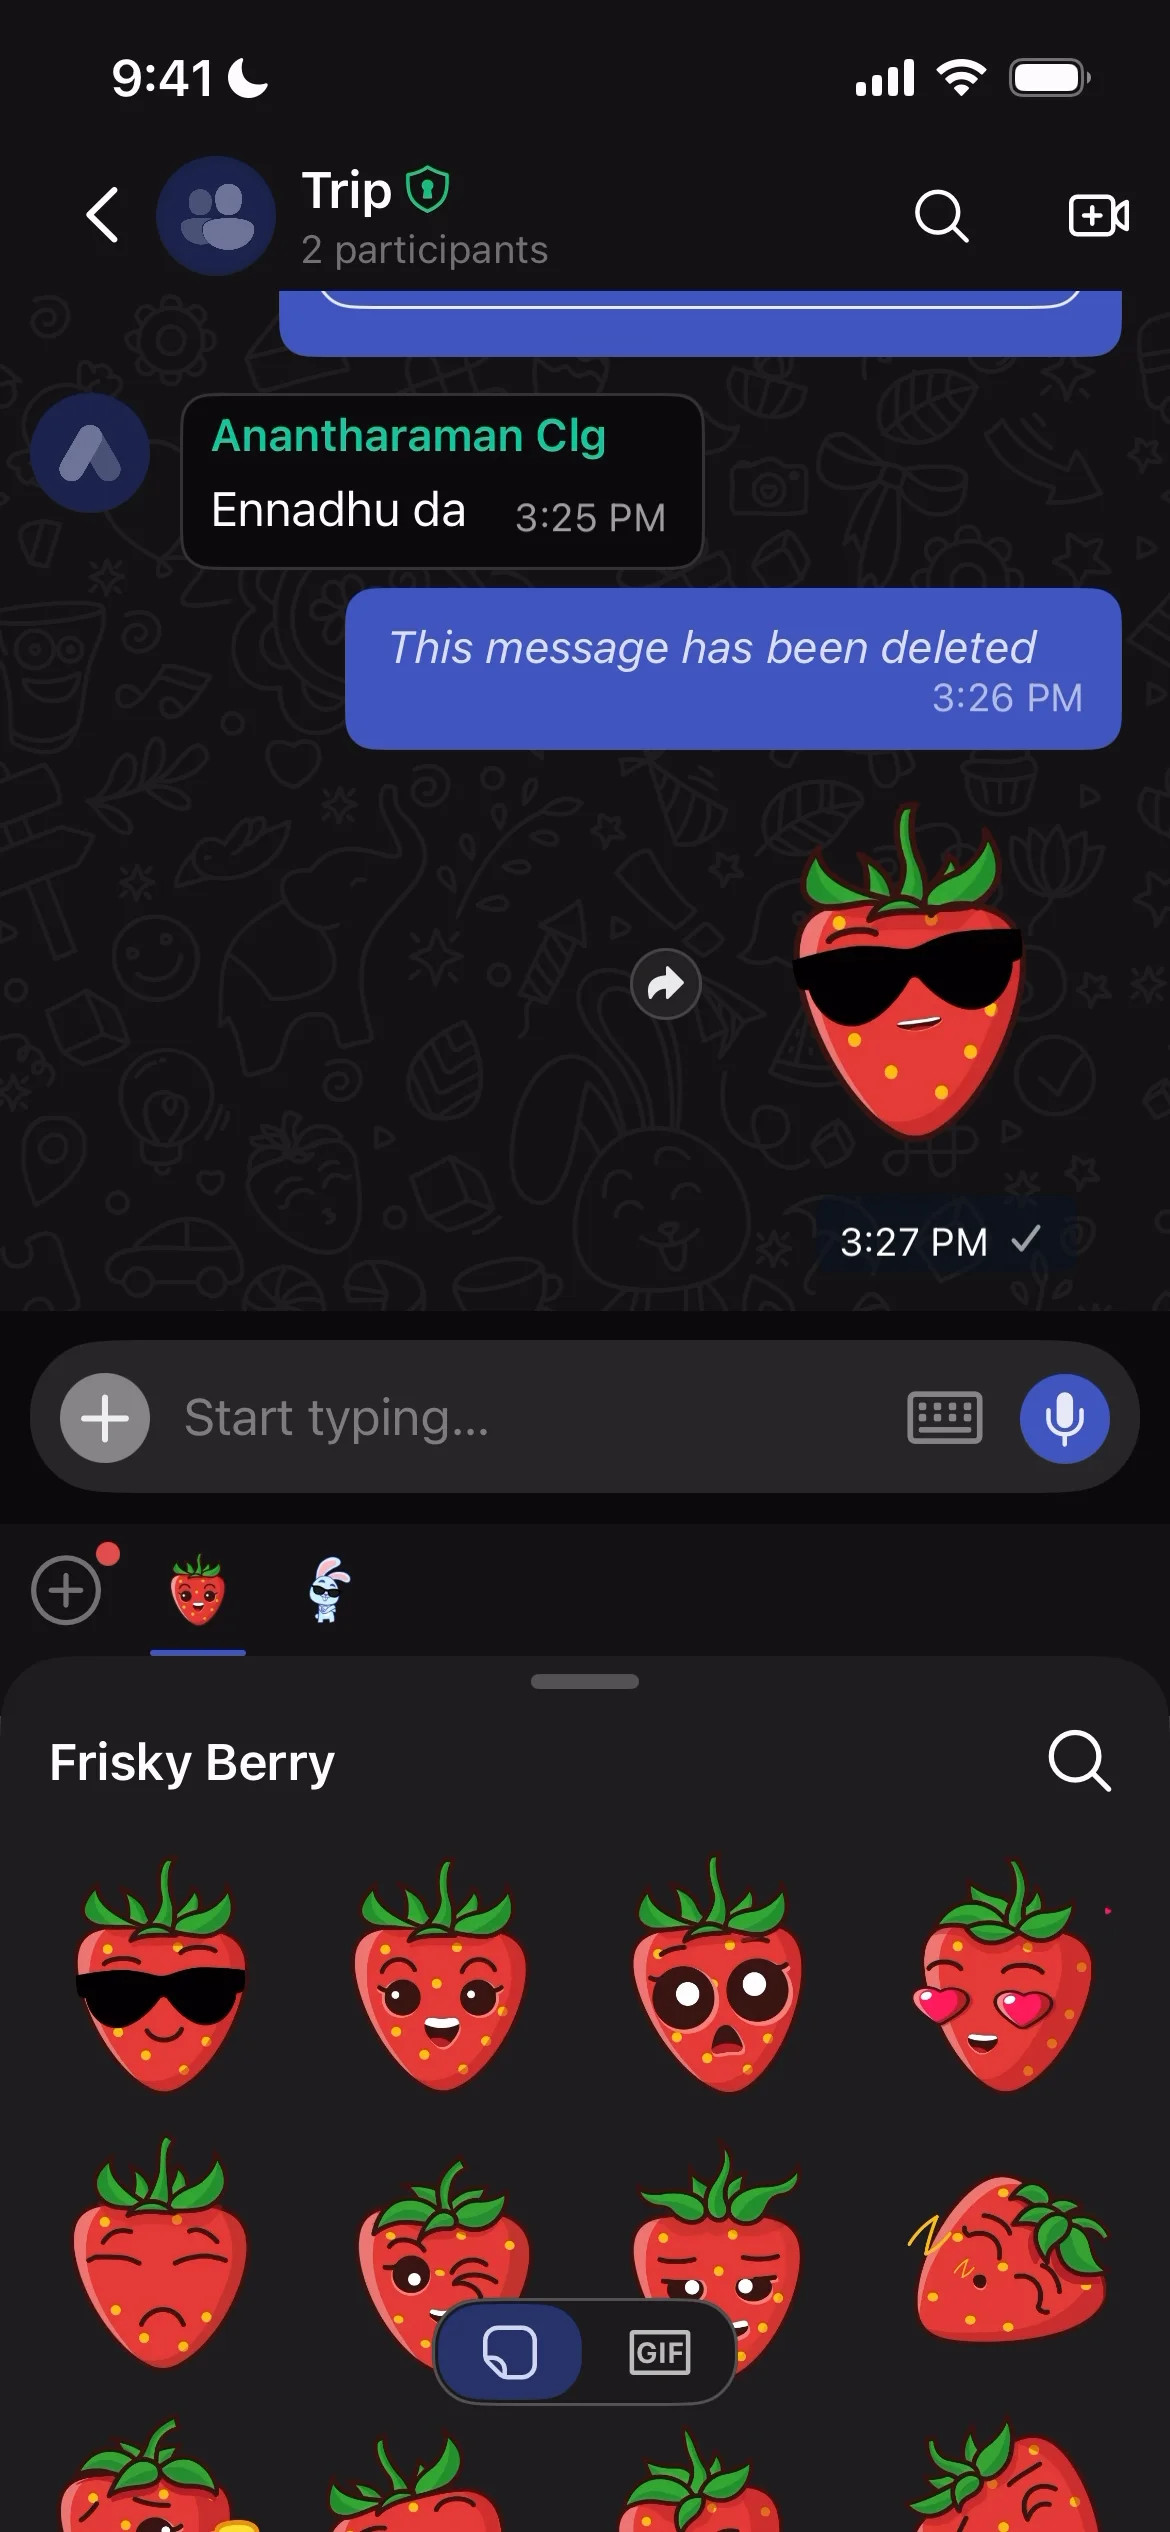 9:41
Trip
2 participants
Anantharaman Clg
Ennadhu da 3:25 PM
This message has been deleted
3:26 PM
3:27 PM
Start typing...
Frisky Berry
GIF